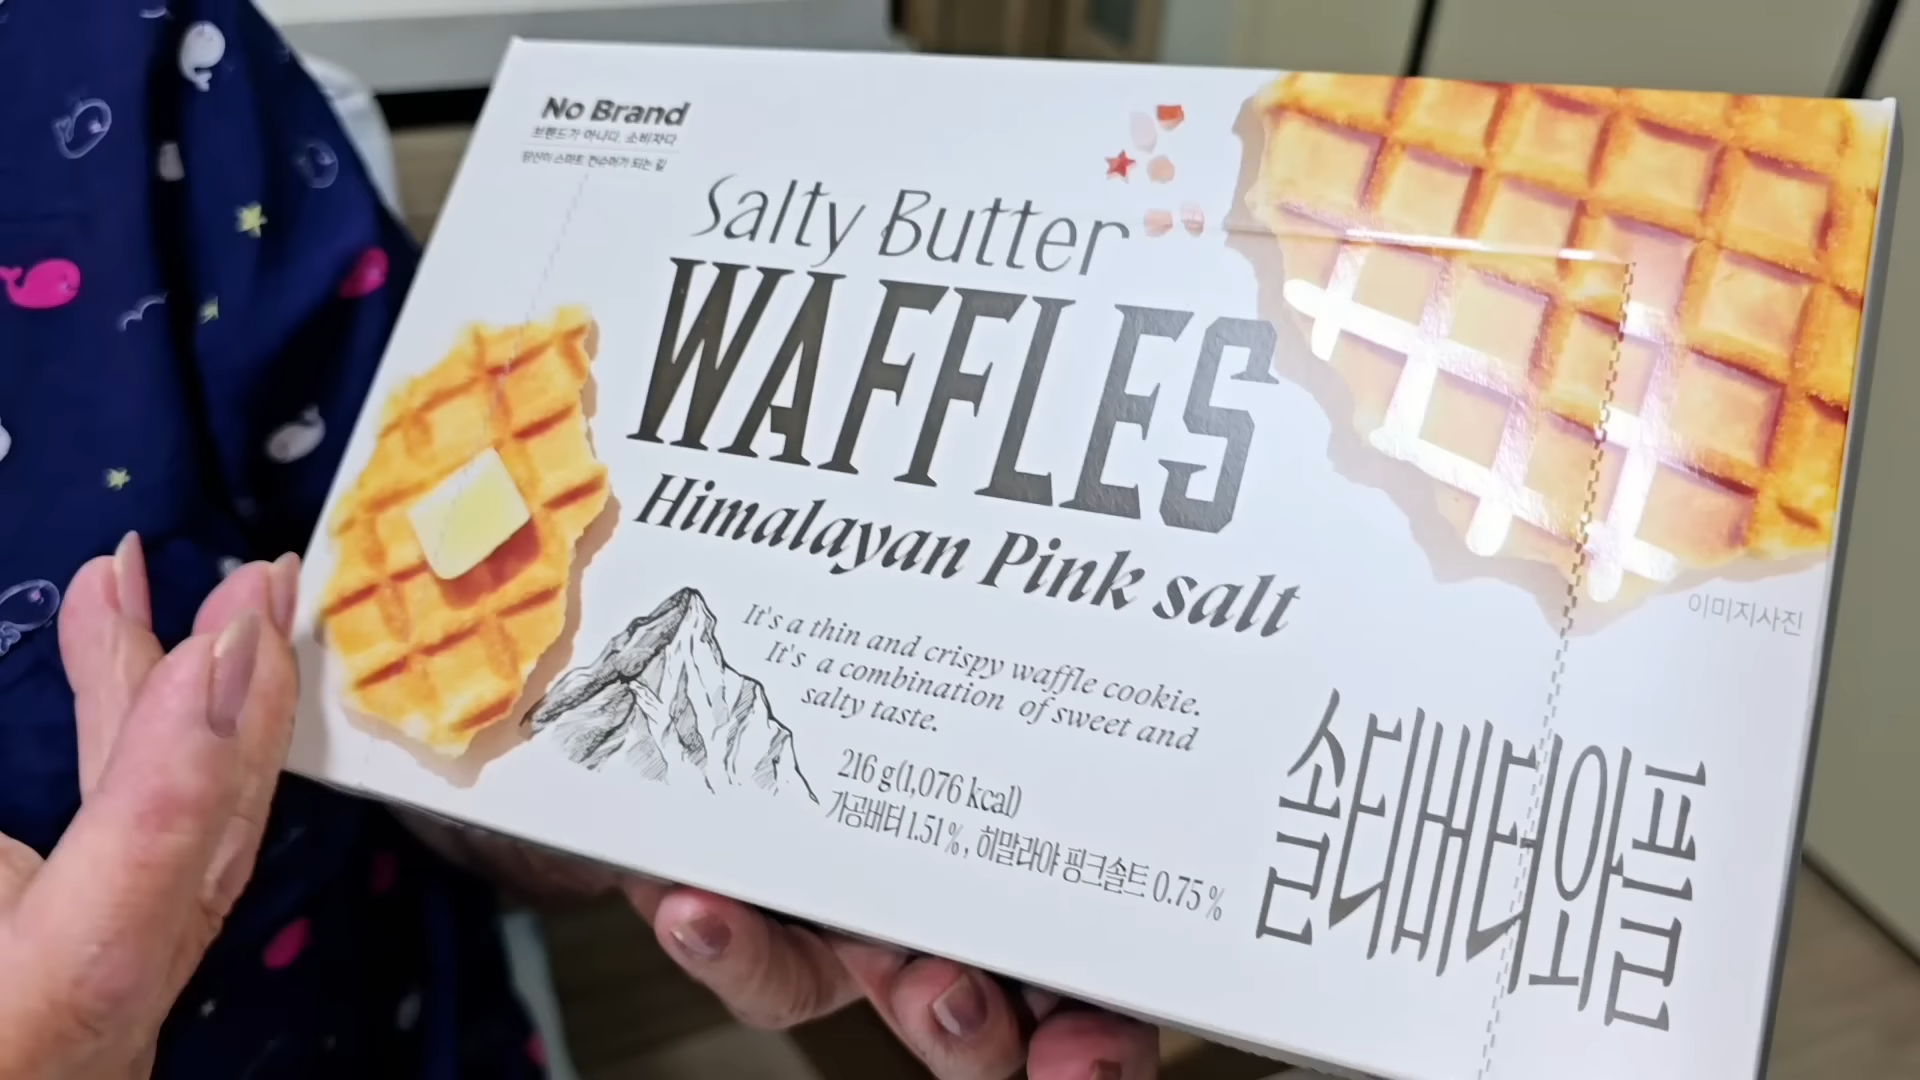 No Brand
브랜드가 아니다. 소비자다
당신이 스마트 컨슈머가 되는 길
Salty Butter
WAFFLES
Himalayan Pink salt
It's a thin and crispy waffle cookie.
It's a combination of sweet and
salty taste.
216 g(1,076 kcal)
가공버터 1.51 %, 히말라야 핑크솔트 0.75 %
이미지사진
솔티버터와플